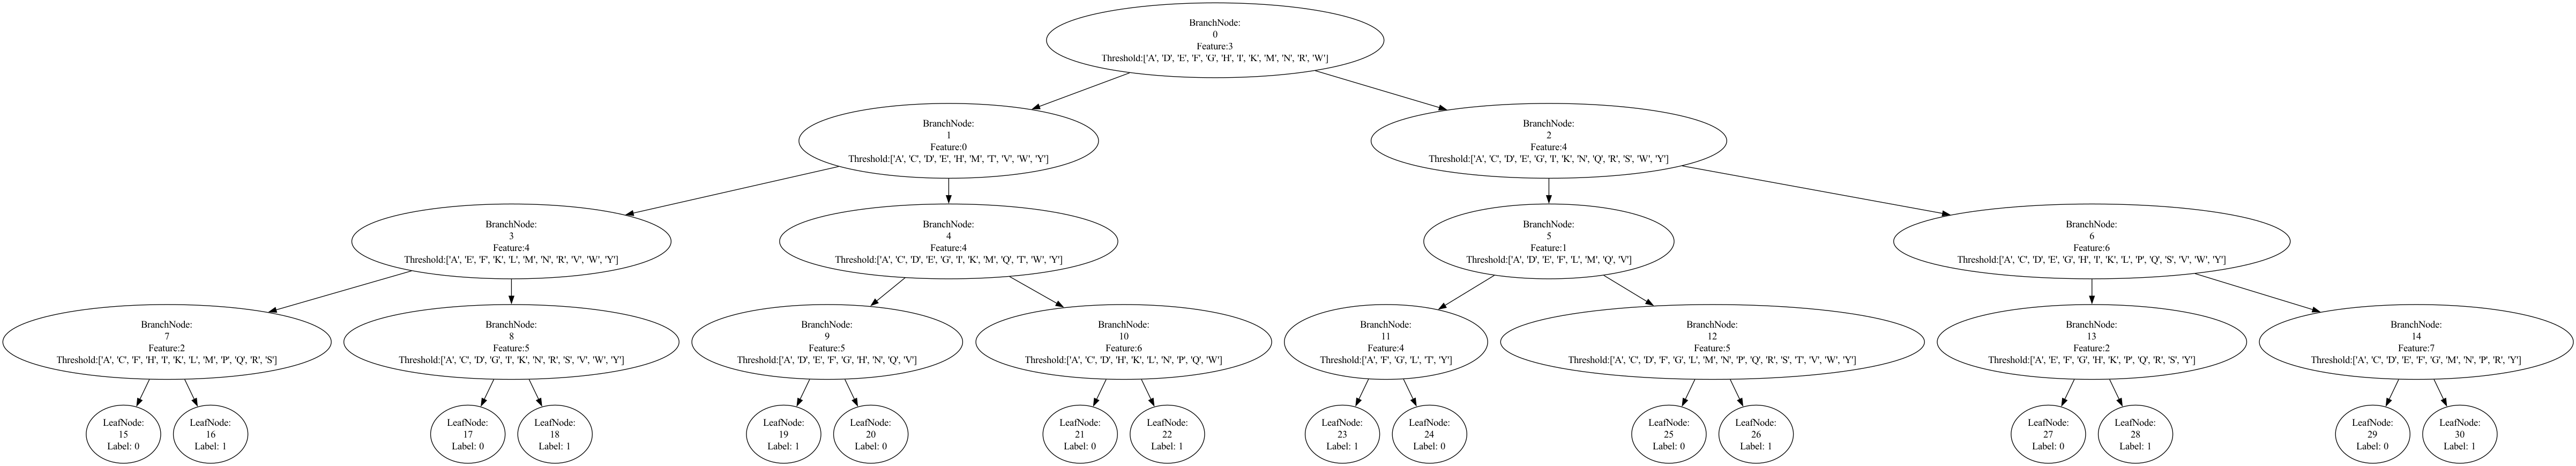 BranchNode:
0
Feature:3
Threshold:['A', 'D', 'E', 'F', 'G', 'H', 'I', 'K', 'M', 'N', 'R', 'W']
BranchNode:
1
Feature:0
Threshold:['A', 'C', 'D', 'E', 'H', 'M', 'T', 'V', 'W', 'Y']
BranchNode:
2
Feature:4
Threshold:['A', 'C', 'D', 'E', 'G', 'I', 'K', 'N', 'Q', 'R', 'S', 'W', 'Y']
BranchNode:
3
Feature:4
Threshold:['A', 'E', 'F', 'K', 'L', 'M', 'N', 'R', 'V', 'W', 'Y']
BranchNode:
4
Feature:4
Threshold:['A', 'C', 'D', 'E', 'G', 'I', 'K', 'M', 'Q', 'T', 'W', 'Y']
BranchNode:
5
Feature:1
Threshold:['A', 'D', 'E', 'F', 'L', 'M', 'Q', 'V']
BranchNode:
6
Feature:6
Threshold:['A', 'C', 'D', 'E', 'G', 'H', 'I', 'K', 'L', 'P', 'Q', 'S', 'V', 'W', 'Y']
BranchNode:
7
Feature:2
Threshold:['A', 'C', 'F', 'H', 'I', 'K', 'L', 'M', 'P', 'Q', 'R', 'S']
BranchNode:
8
Feature:5
Threshold:['A', 'C', 'D', 'G', 'I', 'K', 'N', 'R', 'S', 'V', 'W', 'Y']
BranchNode:
9
Feature:5
Threshold:['A', 'D', 'E', 'F', 'G', 'H', 'N', 'Q', 'V']
BranchNode:
10
Feature:6
Threshold:['A', 'C', 'D', 'H', 'K', 'L', 'N', 'P', 'Q', 'W']
BranchNode:
11
Feature:4
Threshold:['A', 'F', 'G', 'L', 'T', 'Y']
BranchNode:
12
Feature:5
Threshold:['A', 'C', 'D', 'F', 'G', 'L', 'M', 'N', 'P', 'Q', 'R', 'S', 'T', 'V', 'W', 'Y']
BranchNode:
13
Feature:2
Threshold:['A', 'E', 'F', 'G', 'H', 'K', 'P', 'Q', 'R', 'S', 'Y']
BranchNode:
14
Feature:7
Threshold:['A', 'C', 'D', 'E', 'F', 'G', 'M', 'N', 'P', 'R', 'Y']
LeafNode:
15
Label: 0
LeafNode:
16
Label: 1
LeafNode:
17
Label: 0
LeafNode:
18
Label: 1
LeafNode:
19
Label: 1
LeafNode:
20
Label: 0
LeafNode:
21
Label: 0
LeafNode:
22
Label: 1
LeafNode:
23
Label: 1
LeafNode:
24
Label: 0
LeafNode:
25
Label: 0
LeafNode:
26
Label: 1
LeafNode:
27
Label: 0
LeafNode:
28
Label: 1
LeafNode:
29
Label: 0
LeafNode:
30
Label: 1